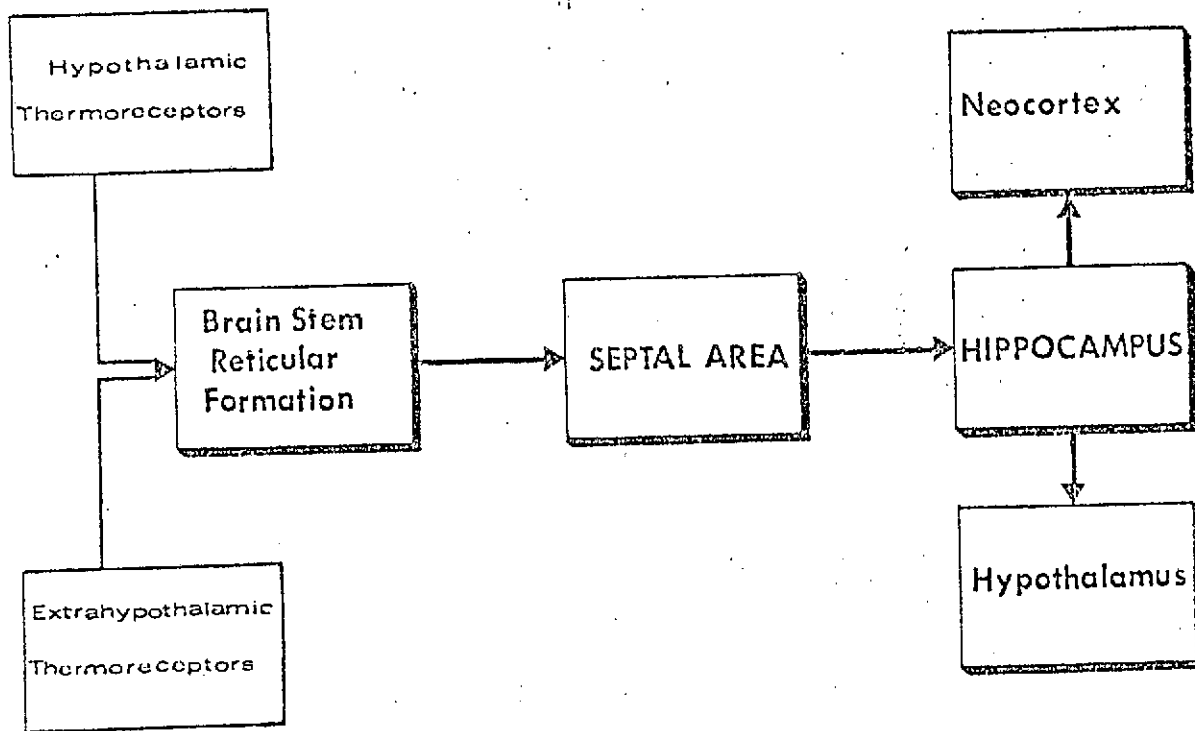 Hypothalamic
Thermoreceptors
Neocortex
Brain Stem
Reticular
Formation
SEPTAL AREA
HIPPOCAMPUS
Extrahypothalamic
Thermoreceptors
Hypothalamus